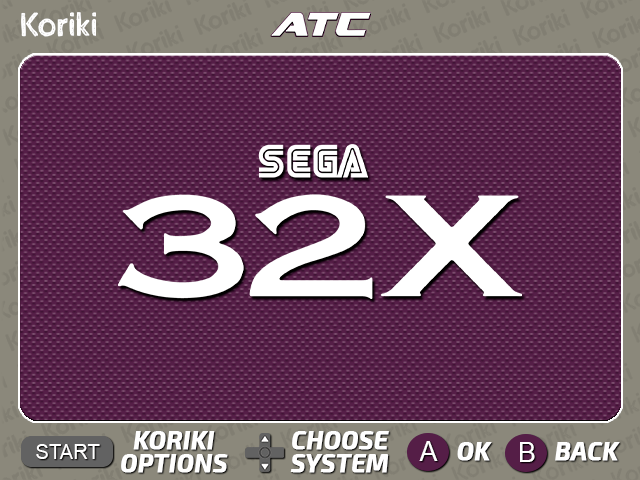 Koriki
ATC
SEGA
32X
START
KORIKI
OPTIONS
CHOOSE
SYSTEM
A
OK
B
BACK